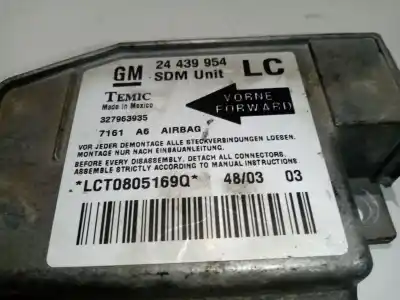 GM 24 439 954 LC
SDM Unit
TEMIC
Made in Mexico
VORNE
FORWARD
327963935
7161 A6 AIRBAG
VOR JEDER DEMONTAGE ALLE STECKVERBINDUNGEN LOESEN.
MONTAGE NUR NACH EINBAUANLEITUNG.
BEFORE EVERY DISASSEMBLY, DETACH ALL CONNECTORS.
ASSEMBLE STRICTLY ACCORDING TO MANUAL INSTRUCTIONS
*LCT0805169Q* 48/03 03